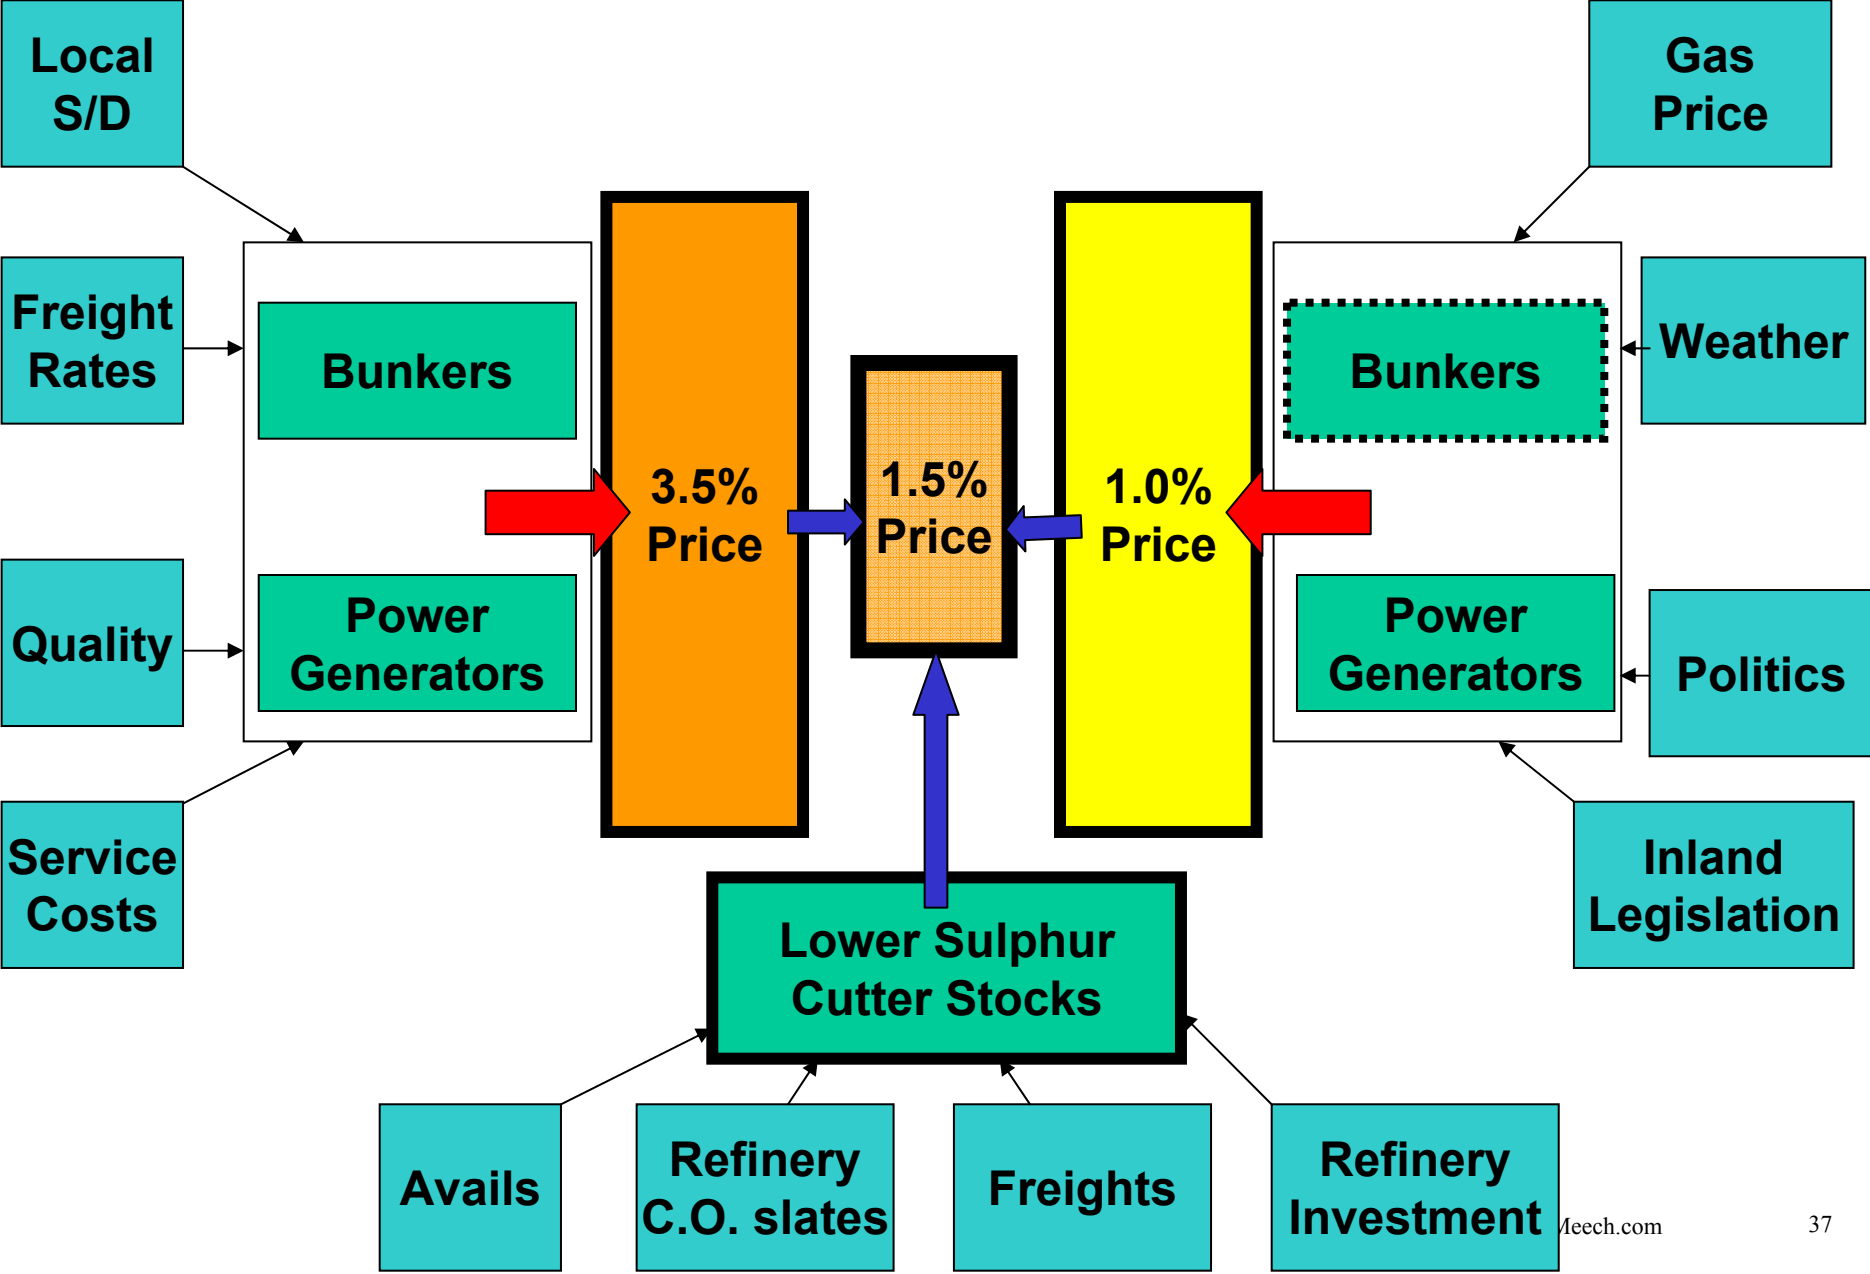 Local
S/D
Gas
Price
Freight
Rates
Bunkers
Bunkers
Weather
3.5%
Price
1.5%
Price
1.0%
Price
Quality
Power
Generators
Power
Generators
Politics
Service
Costs
Inland
Legislation
Lower Sulphur
Cutter Stocks
Avails
Refinery
C.O. slates
Freights
Refinery
Investment
Meech.com
37